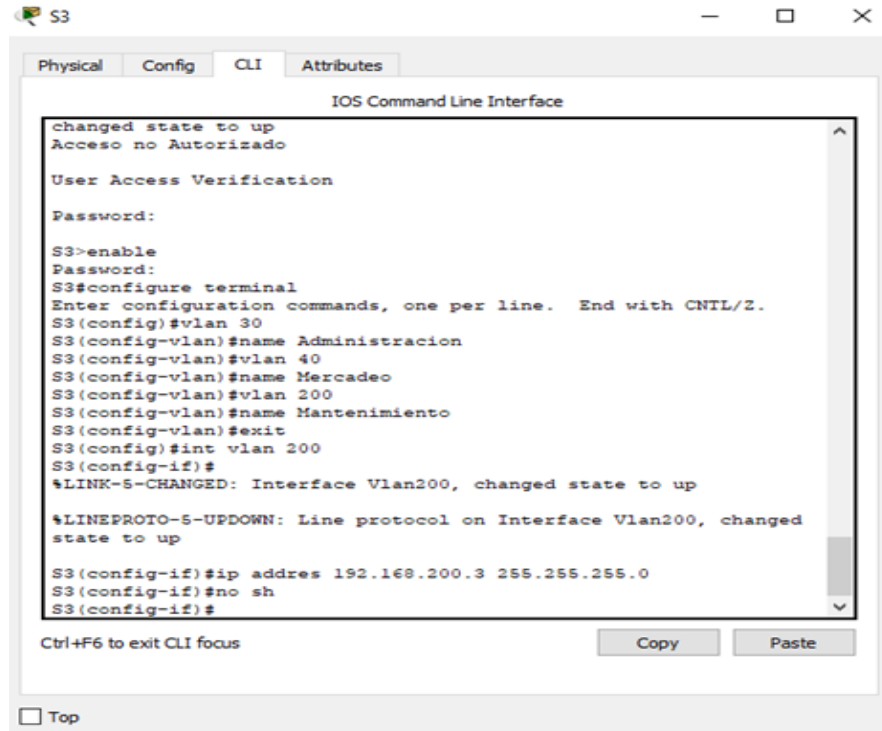 S3
Physical Config CLI Attributes
IOS Command Line Interface
changed state to up
Acceso no Autorizado
User Access Verification
Password:
S3>enable
Password:
S3#configure terminal
Enter configuration commands, one per line. End with CNTL/Z.
S3(config)#vlan 30
S3(config-vlan)#name Administracion
S3(config-vlan)#vlan 40
S3(config-vlan)#name Mercadeo
S3(config-vlan)#vlan 200
S3(config-vlan)#name Mantenimiento
S3(config-vlan)#exit
S3(config)#int vlan 200
S3(config-if)#
%LINK-5-CHANGED: Interface Vlan200, changed state to up
%LINEPROTO-5-UPDOWN: Line protocol on Interface Vlan200, changed
state to up
S3(config-if)#ip addres 192.168.200.3 255.255.255.0
S3(config-if)#no sh
S3(config-if)#
Ctrl+F6 to exit CLI focus
Copy Paste
Top